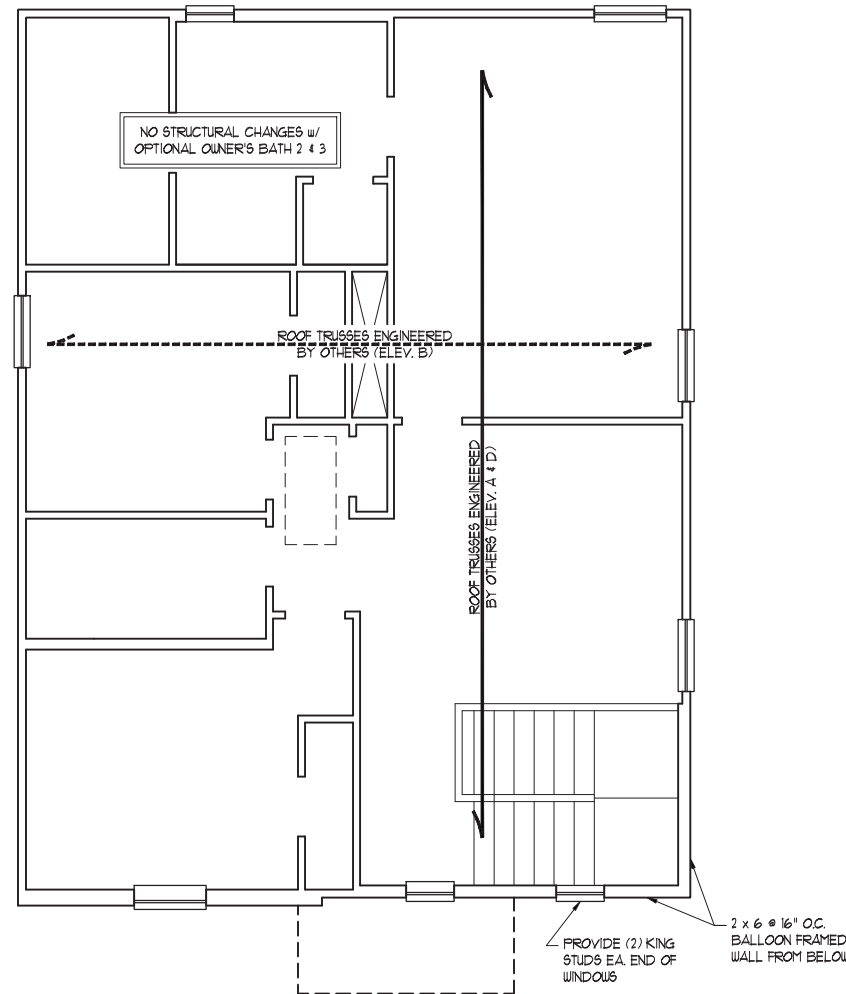 NO STRUCTURAL CHANGES w/
OPTIONAL OWNER'S BATH 2 & 3
ROOF TRUSSES ENGINEERED
BY OTHERS (ELEV. B)
ROOF TRUSSES ENGINEERED
BY OTHERS (ELEV. A & D)
PROVIDE (2) KING
STUDS EA. END OF
WINDOWS
2 x 6 @ 16" O.C.
BALLOON FRAMED
WALL FROM BELOW